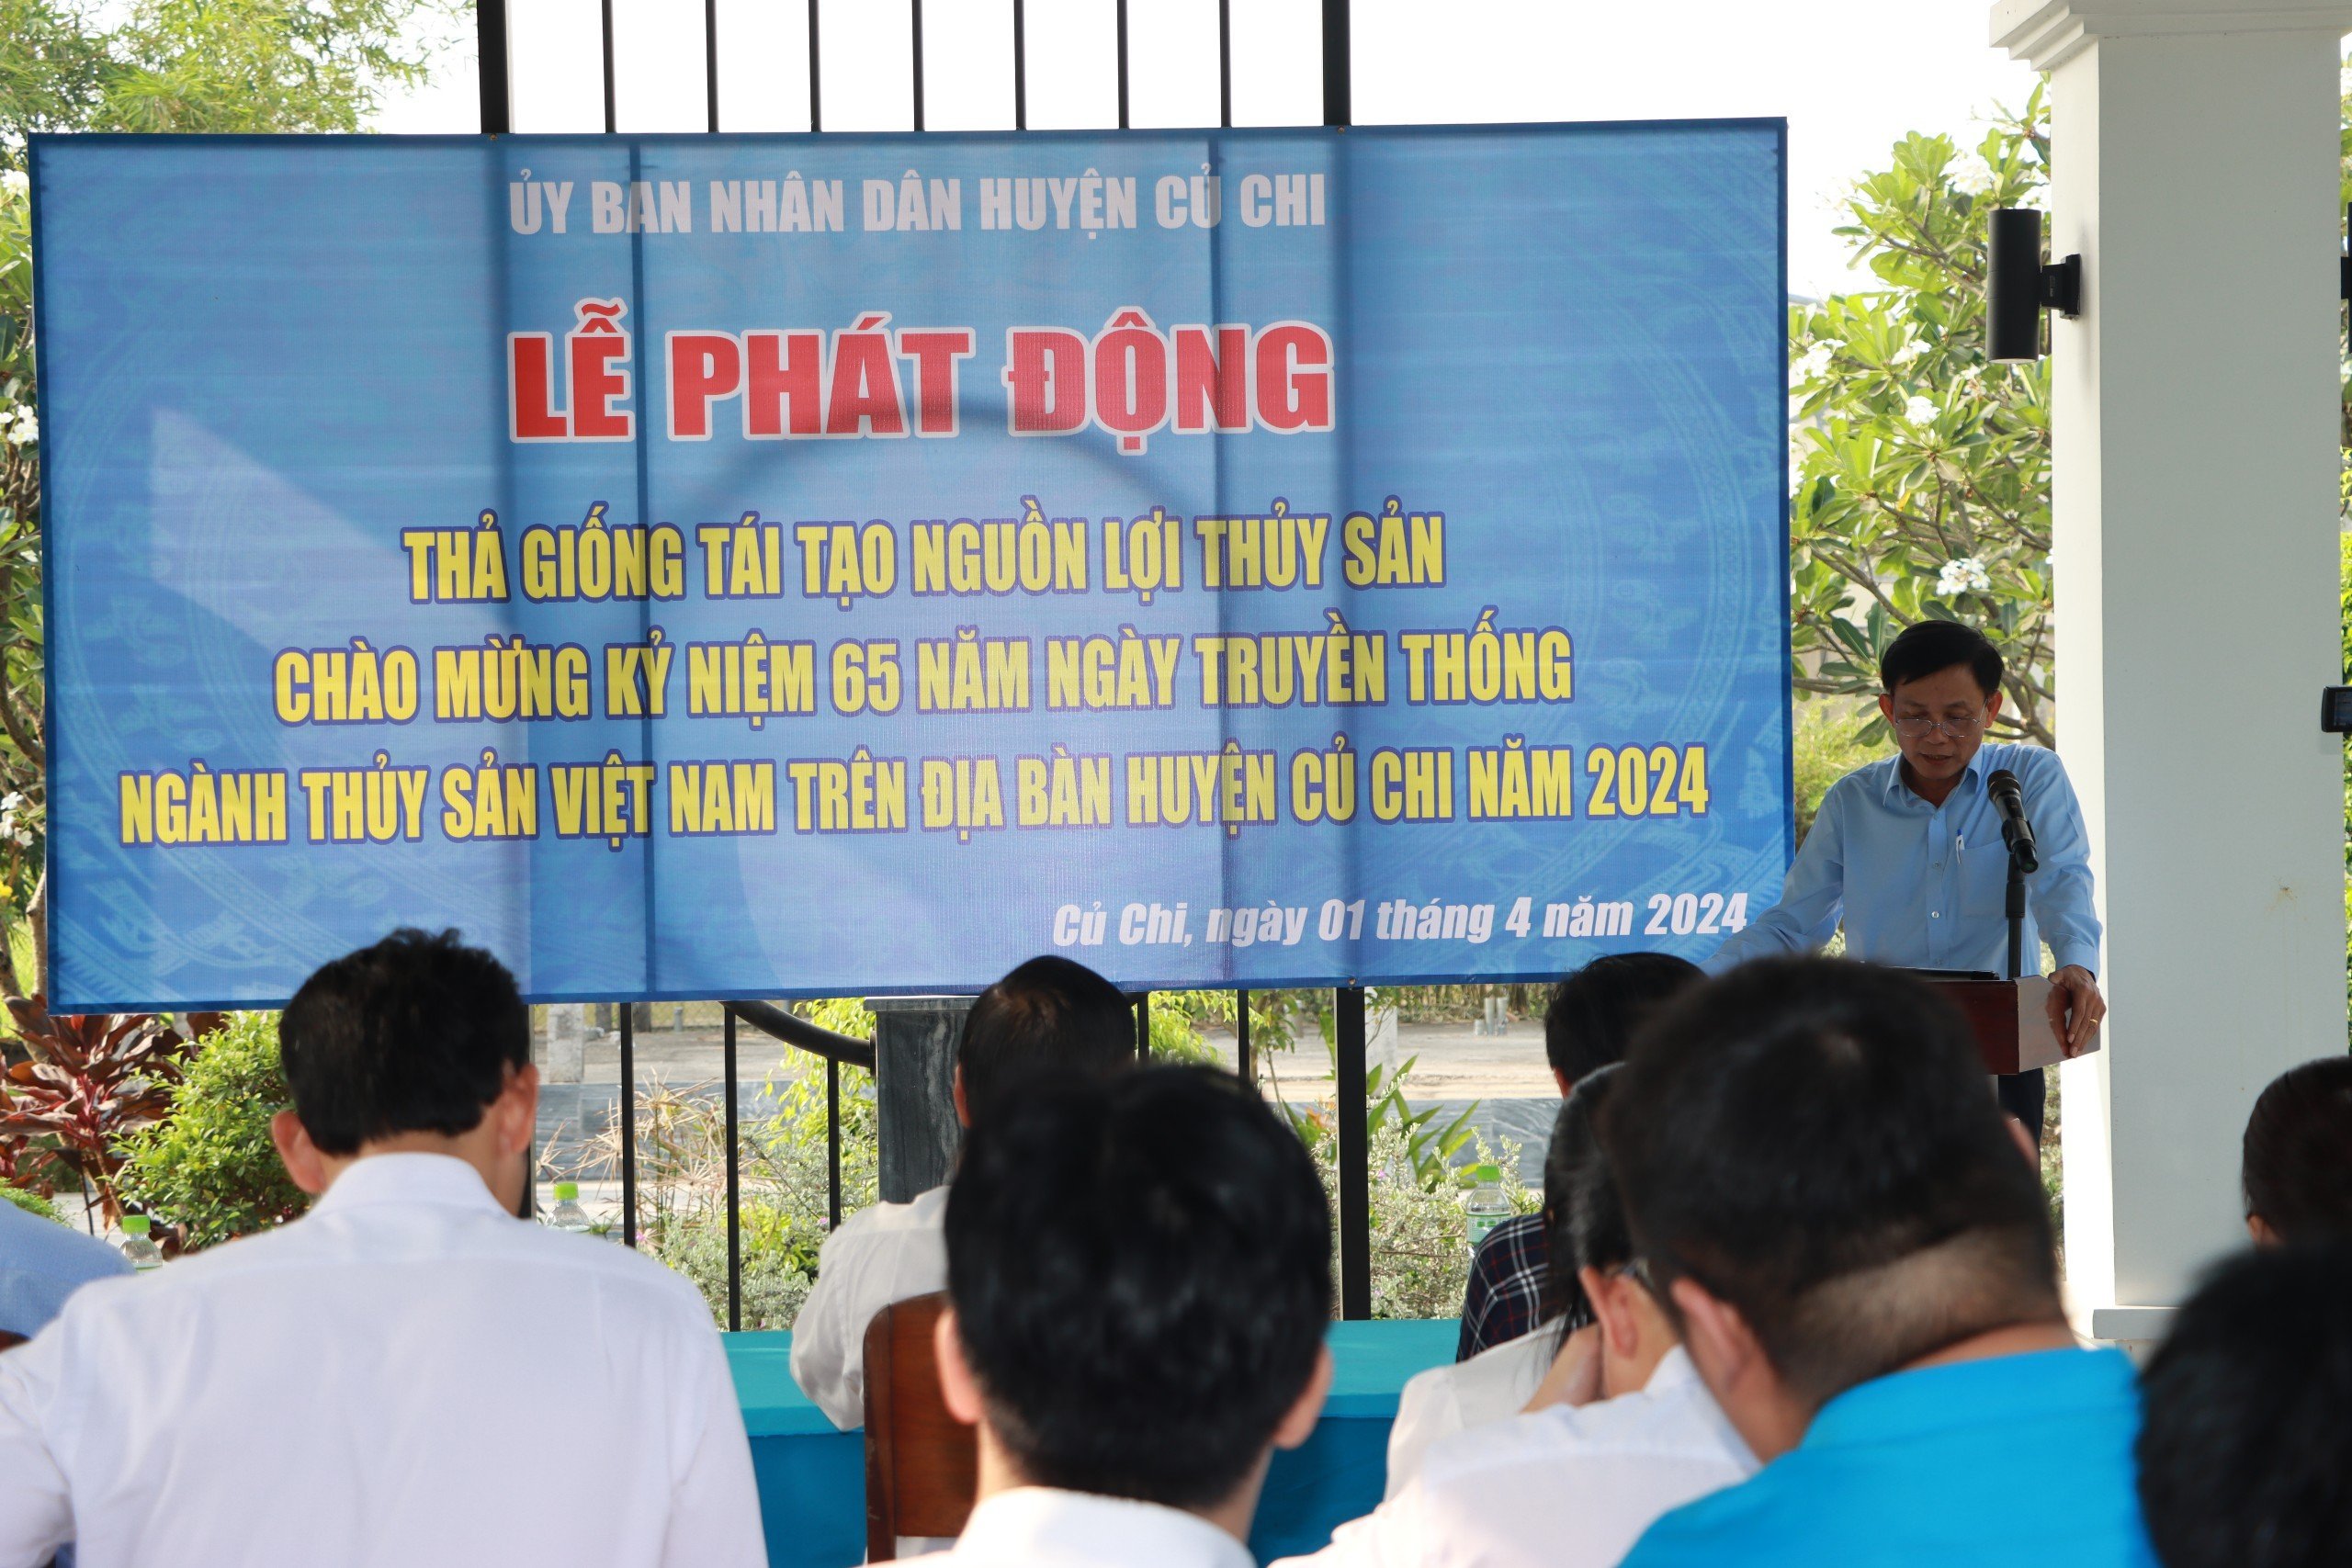 ỦY BAN NHÂN DÂN HUYỆN CỦ CHI
LỄ PHÁT ĐỘNG
THẢ GIỐNG TÁI TẠO NGUỒN LỢI THỦY SẢN
CHÀO MỪNG KỶ NIỆM 65 NĂM NGÀY TRUYỀN THỐNG
NGÀNH THỦY SẢN VIỆT NAM TRÊN ĐỊA BÀN HUYỆN CỦ CHI NĂM 2024
Củ Chi, ngày 01 tháng 4 năm 2024